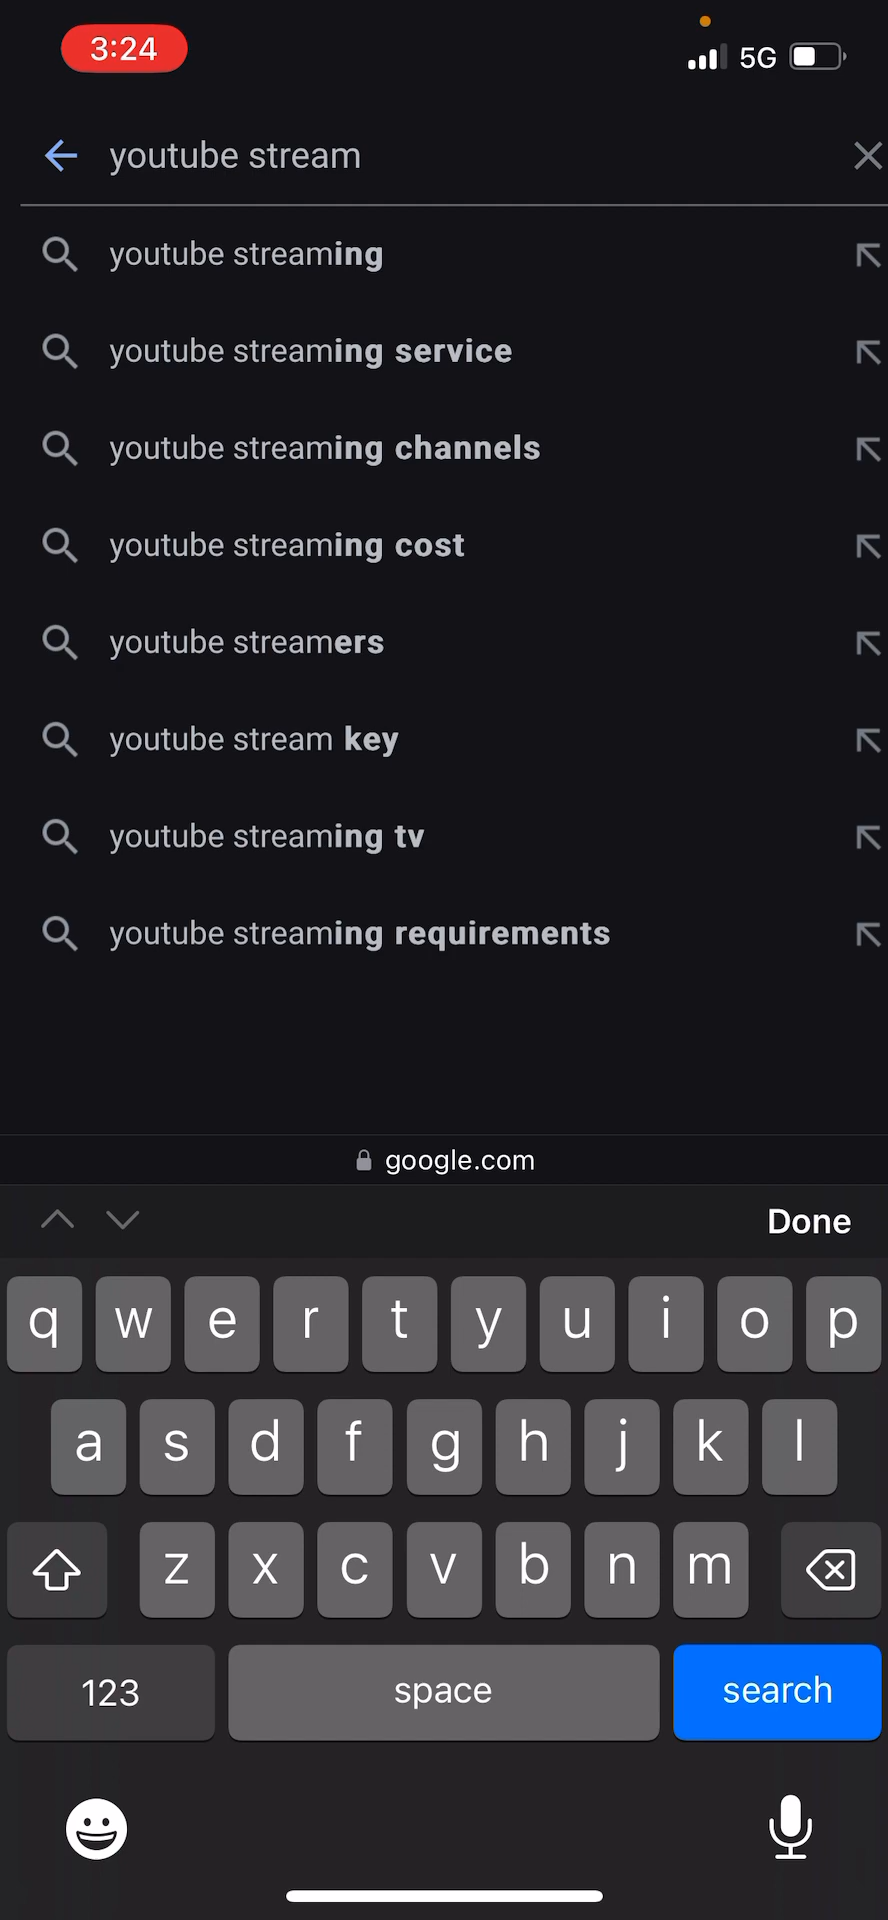 3:24
5G
youtube stream
youtube streaming
youtube streaming service
youtube streaming channels
youtube streaming cost
youtube streamers
youtube stream key
youtube streaming tv
youtube streaming requirements
google.com
Done
q w e r t y u i o p
a s d f g h j k l
z x c v b n m
123 space search